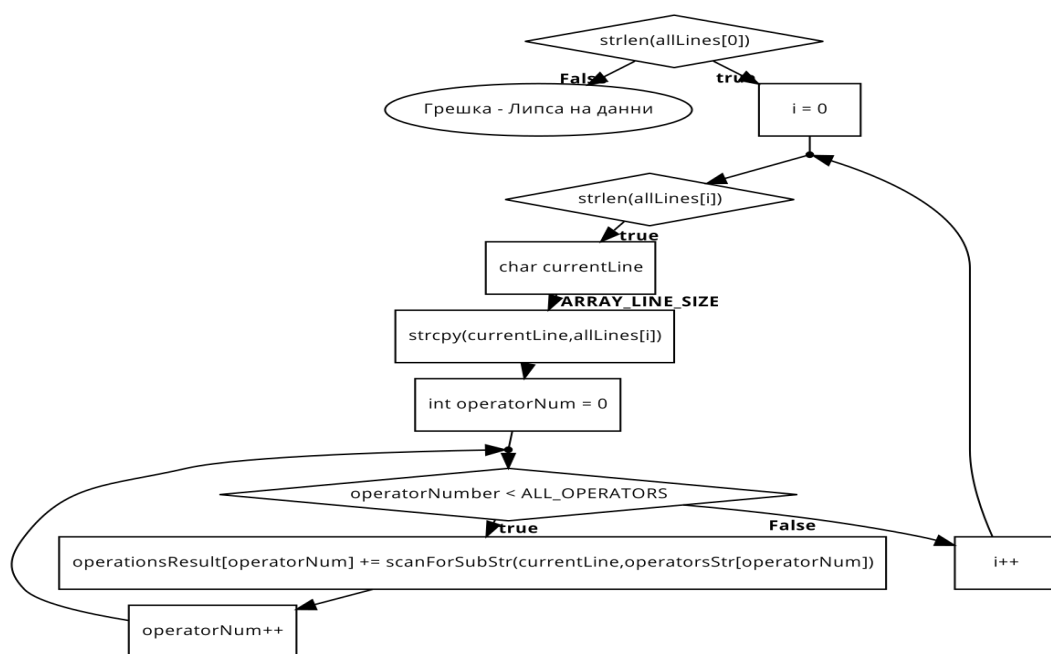 strlen(allLines[0])
False
true
Грешка - Липса на данни
i = 0
strlen(allLines[i])
true
char currentLine
ARRAY_LINE_SIZE
strcpy(currentLine,allLines[i])
int operatorNum = 0
operatorNumber < ALL_OPERATORS
true
False
operationsResult[operatorNum] += scanForSubStr(currentLine,operatorsStr[operatorNum])
i++
operatorNum++